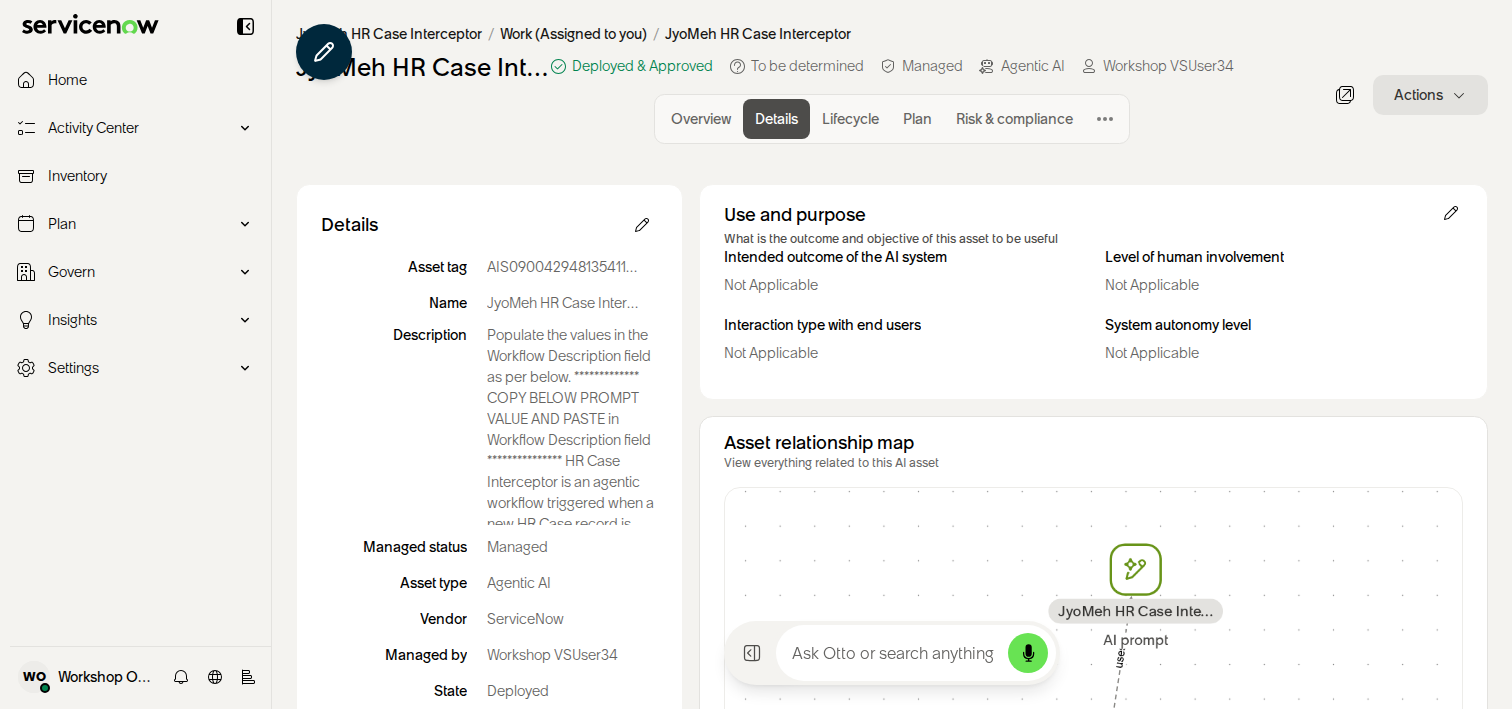 servicenow
Home
Activity Center
Inventory
Plan
Govern
Insights
Settings
WO Workshop O...
HR Case Interceptor / Work (Assigned to you) / JyoMeh HR Case Interceptor
Meh HR Case Int...
Deployed & Approved
To be determined
Managed
Agentic AI
Workshop VSUser34
Actions
Overview Details Lifecycle Plan Risk & compliance
Details
Asset tag AIS090042948135411...
Name JyoMeh HR Case Inter...
Description Populate the values in the
Workflow Description field
as per below. *************
COPY BELOW PROMPT
VALUE AND PASTE in
Workflow Description field
*************** HR Case
Interceptor is an agentic
workflow triggered when a
new HR Case record is
Managed status Managed
Asset type Agentic AI
Vendor ServiceNow
Managed by Workshop VSUser34
State Deployed
Use and purpose
What is the outcome and objective of this asset to be useful
Intended outcome of the AI system
Not Applicable
Level of human involvement
Not Applicable
Interaction type with end users
Not Applicable
System autonomy level
Not Applicable
Asset relationship map
View everything related to this AI asset
JyoMeh HR Case Inte...
AI prompt
use
Ask Otto or search anything